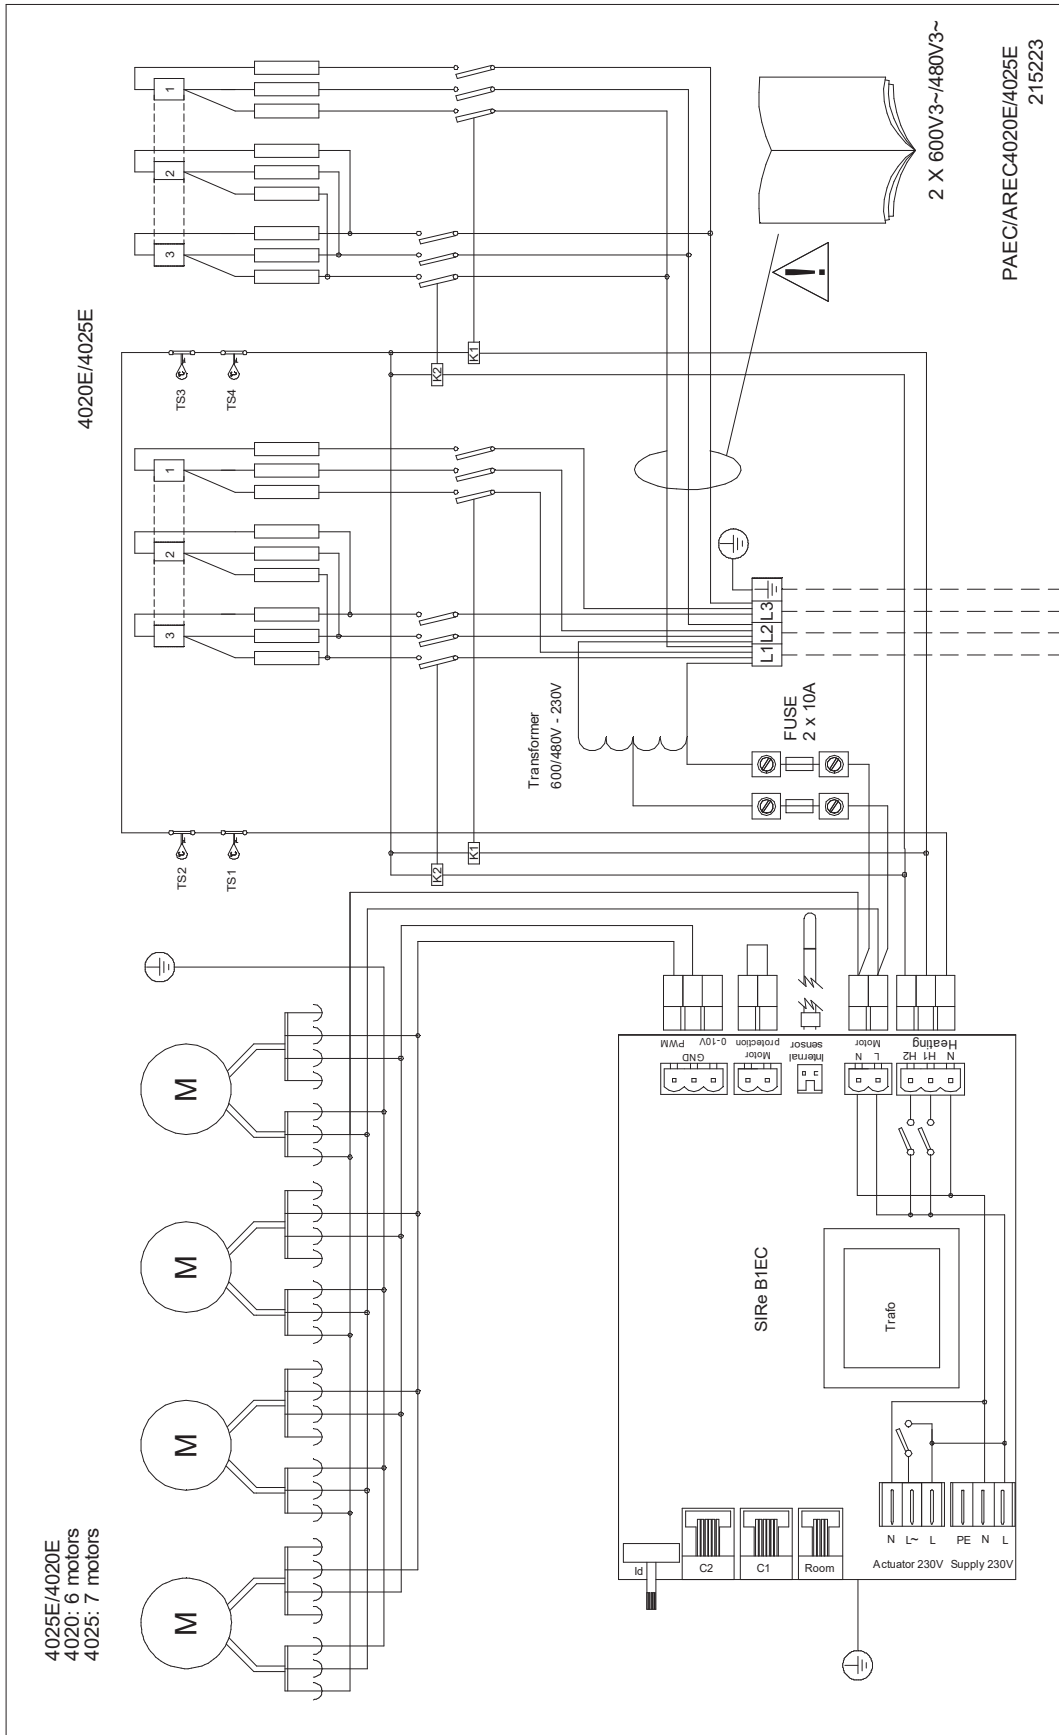 4025E/4020E
4020: 6 motors
4025: 7 motors
M
M
M
M
TS2
TS1
4020E/4025E
TS3
TS4
3
2
1
3
2
1
K2
K1
K2
K1
Transformer
600/480V - 230V
FUSE
2 x 10A
L1
L2
L3
2 X 600V3~/480V3~
PAEC/AREC4020E/4025E
215223
PWM
GND
0-10V
Motor
protection
Internal
sensor
N
L
Motor
H2
H1
N
Heating
SIRe B1EC
Trafo
Id
C2
C1
Room
N
L~
L
PE
N
L
Actuator 230V
Supply 230V